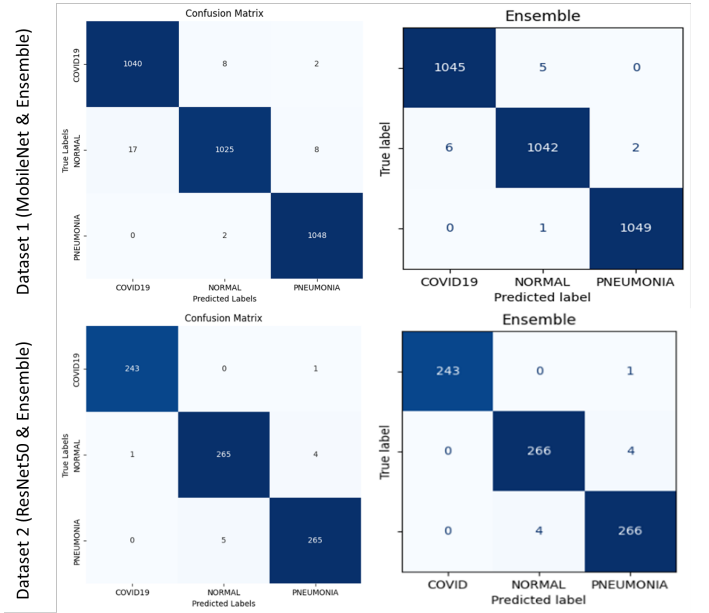 Dataset 1 (MobileNet & Ensemble)
Confusion Matrix
True Labels
COVID19
1040 8 2
NORMAL
17 1025 8
PNEUMONIA
0 2 1048
COVID19 NORMAL PNEUMONIA
Predicted Labels
Ensemble
True label
1045 5 0
6 1042 2
0 1 1049
COVID19 NORMAL PNEUMONIA
Predicted label
Dataset 2 (ResNet50 & Ensemble)
Confusion Matrix
True Labels
COVID19
243 0 1
NORMAL
1 265 4
PNEUMONIA
0 5 265
COVID19 NORMAL PNEUMONIA
Predicted Labels
Ensemble
True label
243 0 1
0 266 4
0 4 266
COVID NORMAL PNEUMONIA
Predicted label